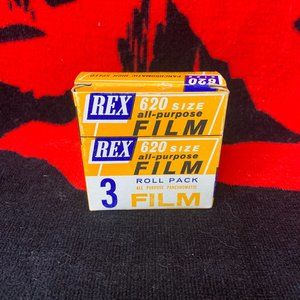 620
PANCHROMATIC HIGH SPEED
REX
620 SIZE
all-purpose
FILM
REX
620 SIZE
all-purpose
FILM
3
ROLL PACK
ALL PURPOSE PANCHROMATIC
FILM